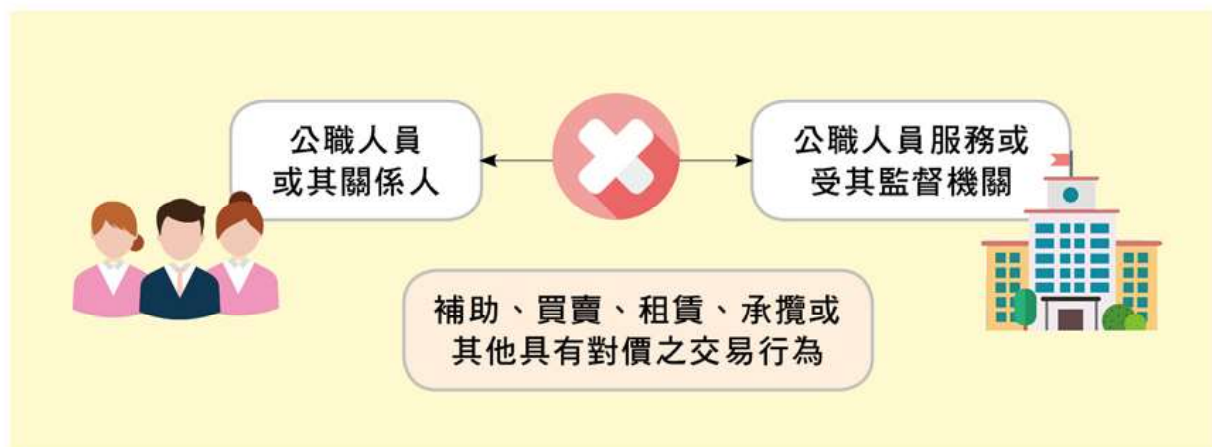 公職人員
或其關係人
公職人員服務或
受其監督機關
補助、買賣、租賃、承攬或
其他具有對價之交易行為